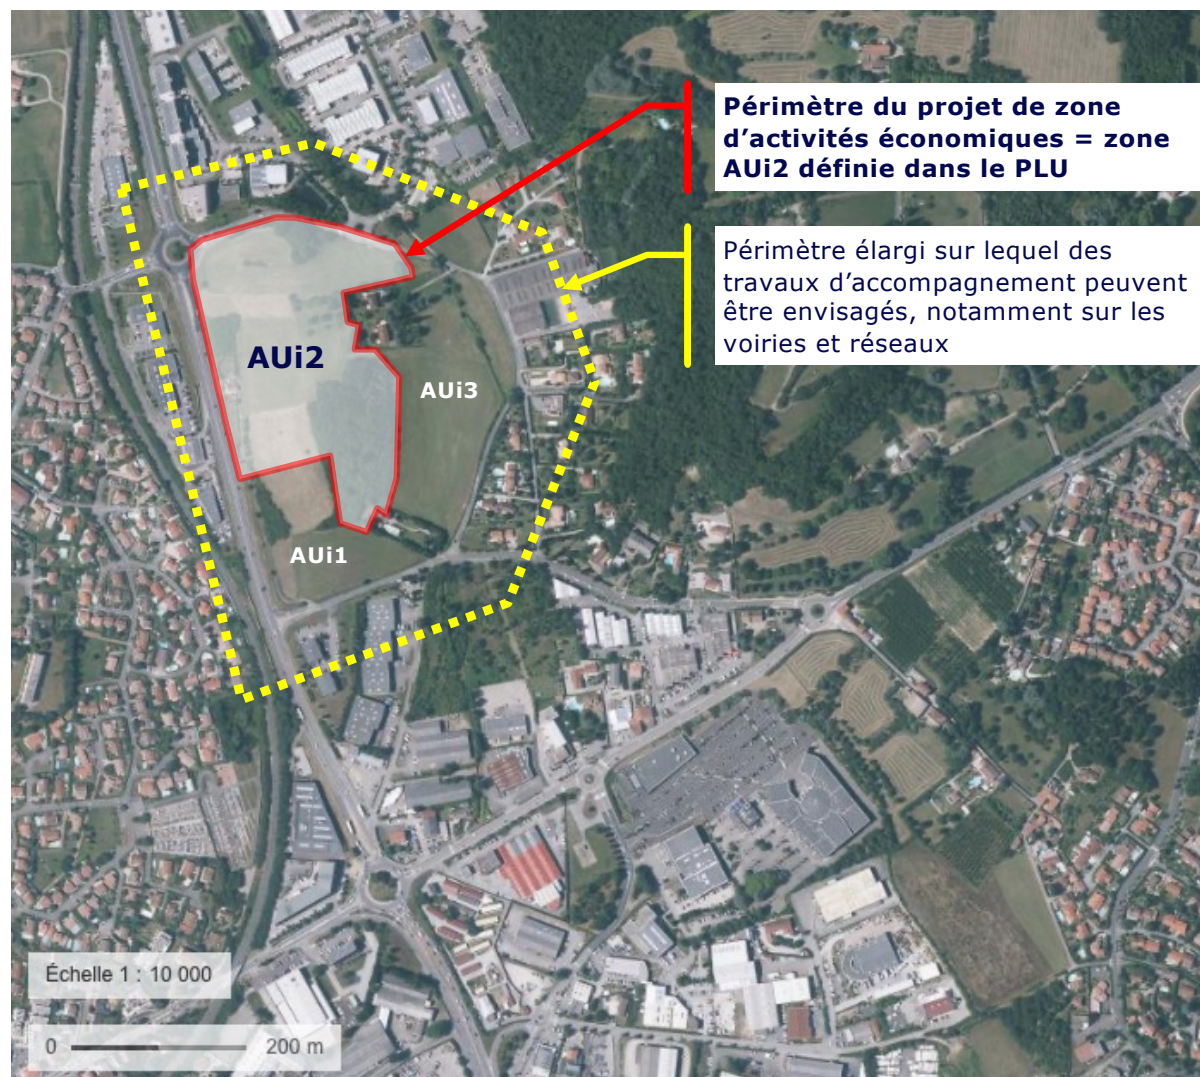 Périmètre du projet de zone
d’activités économiques = zone
AUi2 définie dans le PLU
Périmètre élargi sur lequel des
travaux d’accompagnement peuvent
être envisagés, notamment sur les
voiries et réseaux
AUi2
AUi3
AUi1
Échelle 1 : 10 000
0 200 m